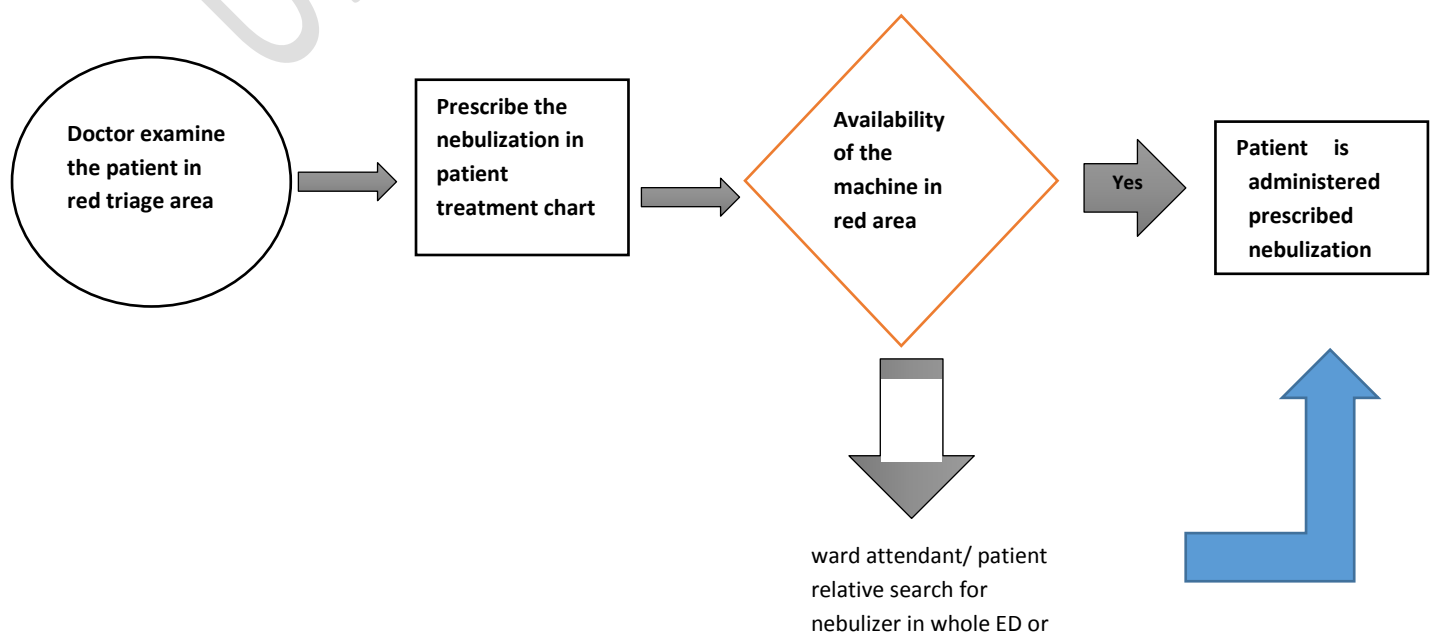 Doctor examine
the patient in
red triage area
Prescribe the
nebulization in
patient
treatment chart
Availability
of the
machine in
red area
Yes
Patient is
administered
prescribed
nebulization
ward attendant/ patient
relative search for
nebulizer in whole ED or